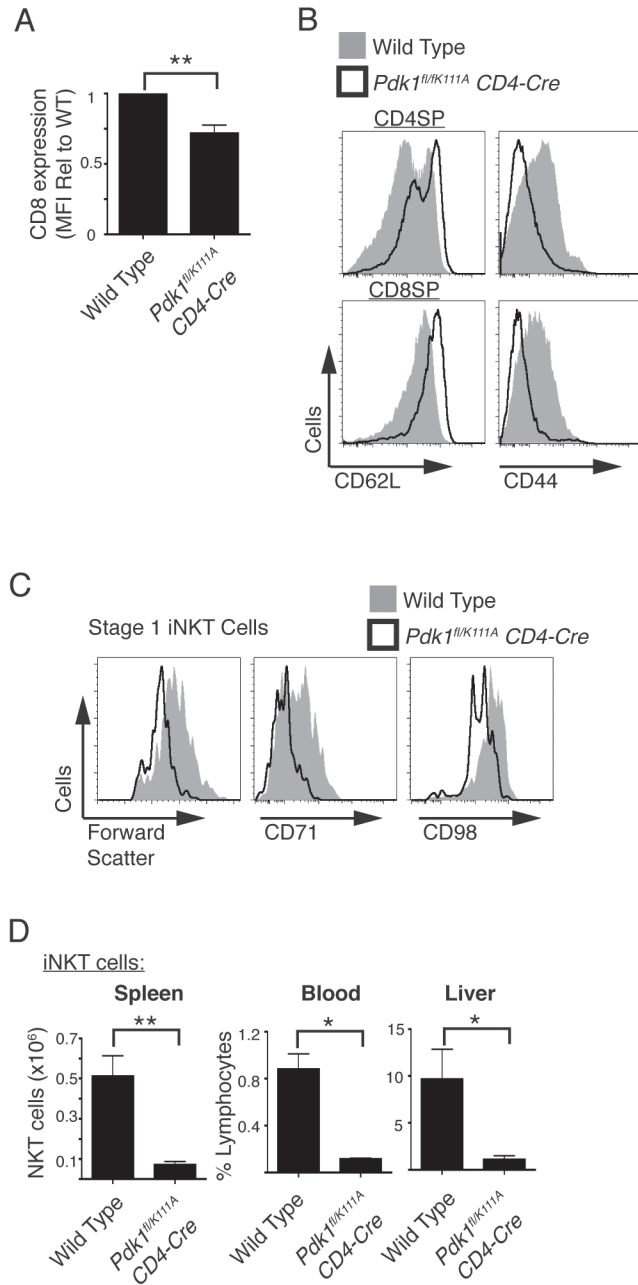 A
**
CD8 expression
(MFI Rel to WT)
1
0.5
0
Wild Type
Pdk1fl/K111A
CD4-Cre
B
Wild Type
Pdk1fl/fK111A CD4-Cre
CD4SP
CD8SP
Cells
CD62L
CD44
C
Wild Type
Pdk1fl/K111A CD4-Cre
Stage 1 iNKT Cells
Cells
Forward
Scatter
CD71
CD98
D
iNKT cells:
Spleen
Blood
Liver
**
*
*
NKT cells (x10⁶)
0.7
0.5
0.3
0.1
% Lymphocytes
1.2
0.8
0.4
15
10
5
Wild Type
Pdk1fl/K111A
CD4-Cre
Wild Type
Pdk1fl/K111A
CD4-Cre
Wild Type
Pdk1fl/K111A
CD4-Cre